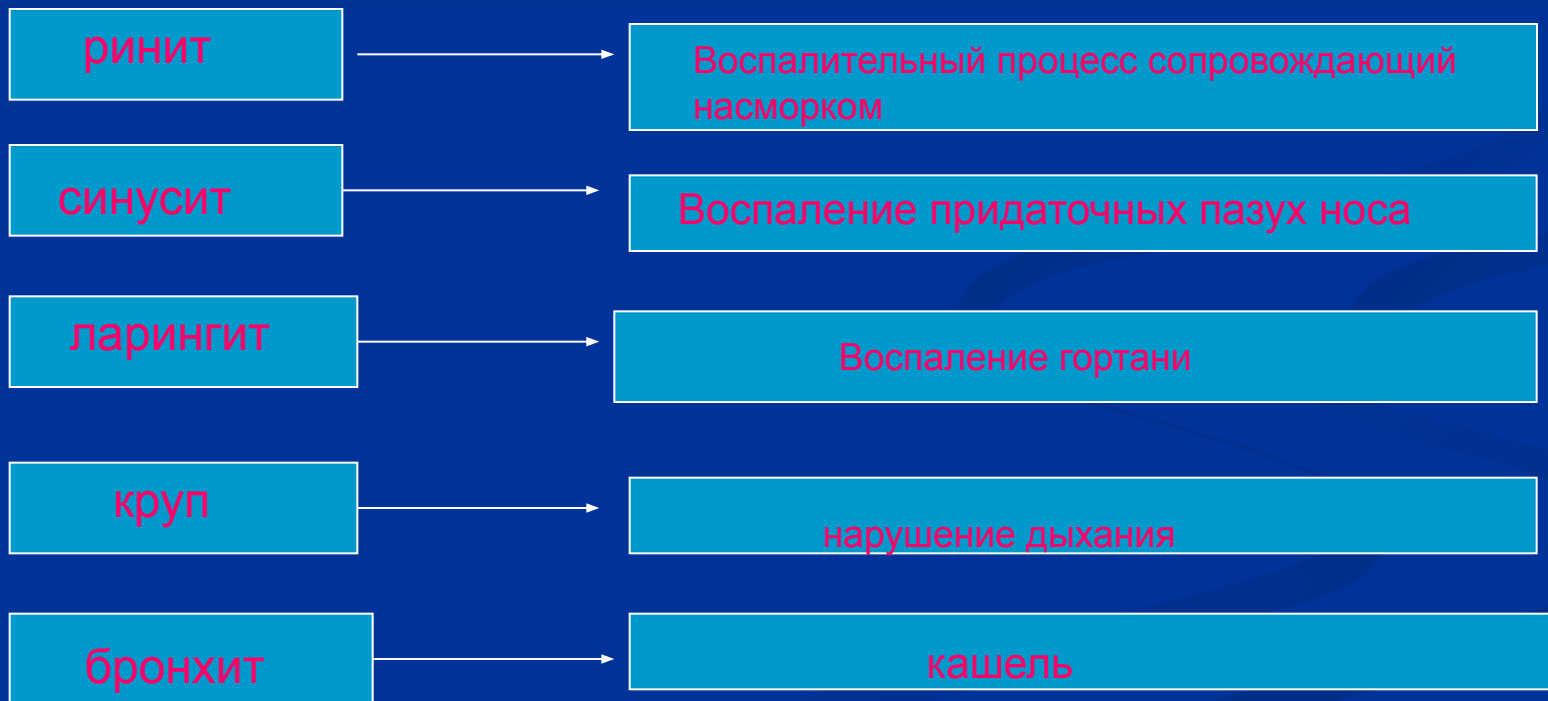 ринит
Воспалительный процесс сопровождающий
насморком
синусит
Воспаление придаточных пазух носа
ларингит
Воспаление гортани
круп
нарушение дыхания
бронхит
кашель